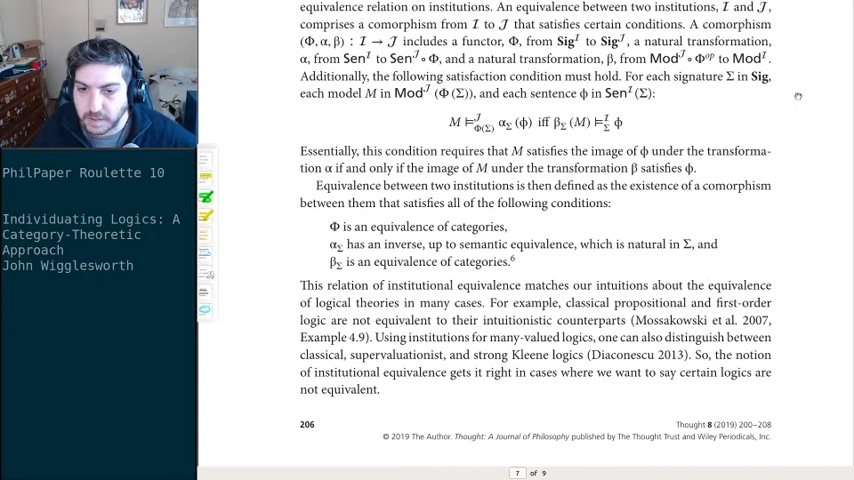 equivalence relation on institutions. An equivalence between two institutions, I and J,
comprises a comorphism from I to J that satisfies certain conditions. A comorphism
(Φ, α, β) : I → J includes a functor, Φ, from Sig^I to Sig^J, a natural transformation,
α, from Sen^I to Sen^J ∘ Φ, and a natural transformation, β, from Mod^J ∘ Φ^op to Mod^I.
Additionally, the following satisfaction condition must hold. For each signature Σ in Sig,
each model M in Mod^J (Φ(Σ)), and each sentence ϕ in Sen^I(Σ):
M ⊨^J_Φ(Σ) α_Σ(ϕ) iff β_Σ(M) ⊨^I_Σ ϕ
Essentially, this condition requires that M satisfies the image of ϕ under the transforma-
tion α if and only if the image of M under the transformation β satisfies ϕ.
Equivalence between two institutions is then defined as the existence of a comorphism
between them that satisfies all of the following conditions:
Φ is an equivalence of categories,
α_Σ has an inverse, up to semantic equivalence, which is natural in Σ, and
β_Σ is an equivalence of categories.⁶
This relation of institutional equivalence matches our intuitions about the equivalence
of logical theories in many cases. For example, classical propositional and first-order
logic are not equivalent to their intuitionistic counterparts (Mossakowski et al. 2007,
Example 4.9). Using institutions for many-valued logics, one can also distinguish between
classical, supervaluationist, and strong Kleene logics (Diaconescu 2013). So, the notion
of institutional equivalence gets it right in cases where we want to say certain logics are
not equivalent.
206
Thought 8 (2019) 200–208
© 2019 The Author. Thought: A Journal of Philosophy published by The Thought Trust and Wiley Periodicals, Inc.
7 of 9
PhilPaper Roulette 10
Individuating Logics: A
Category-Theoretic
Approach
John Wigglesworth